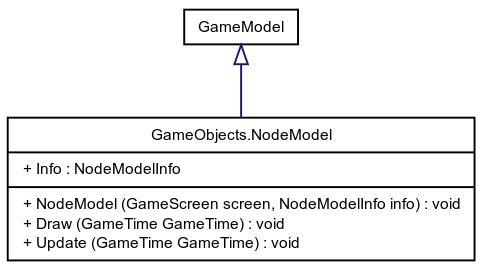 GameModel
GameObjects.NodeModel
+ Info : NodeModelInfo
+ NodeModel (GameScreen screen, NodeModelInfo info) : void
+ Draw (GameTime GameTime) : void
+ Update (GameTime GameTime) : void